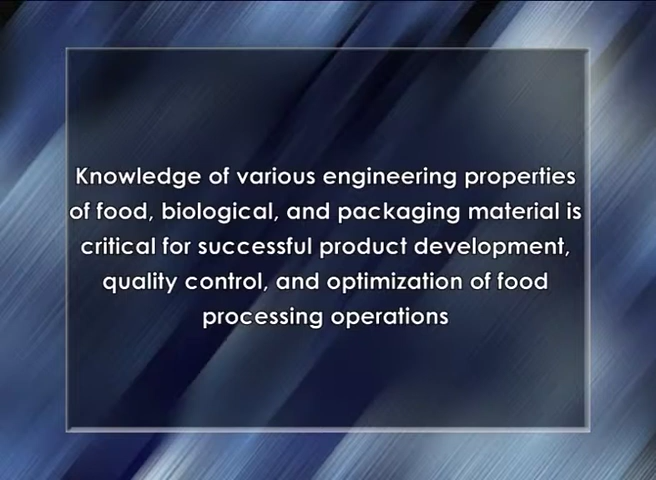 Knowledge of various engineering properties
of food, biological, and packaging material is
critical for successful product development,
quality control, and optimization of food
processing operations